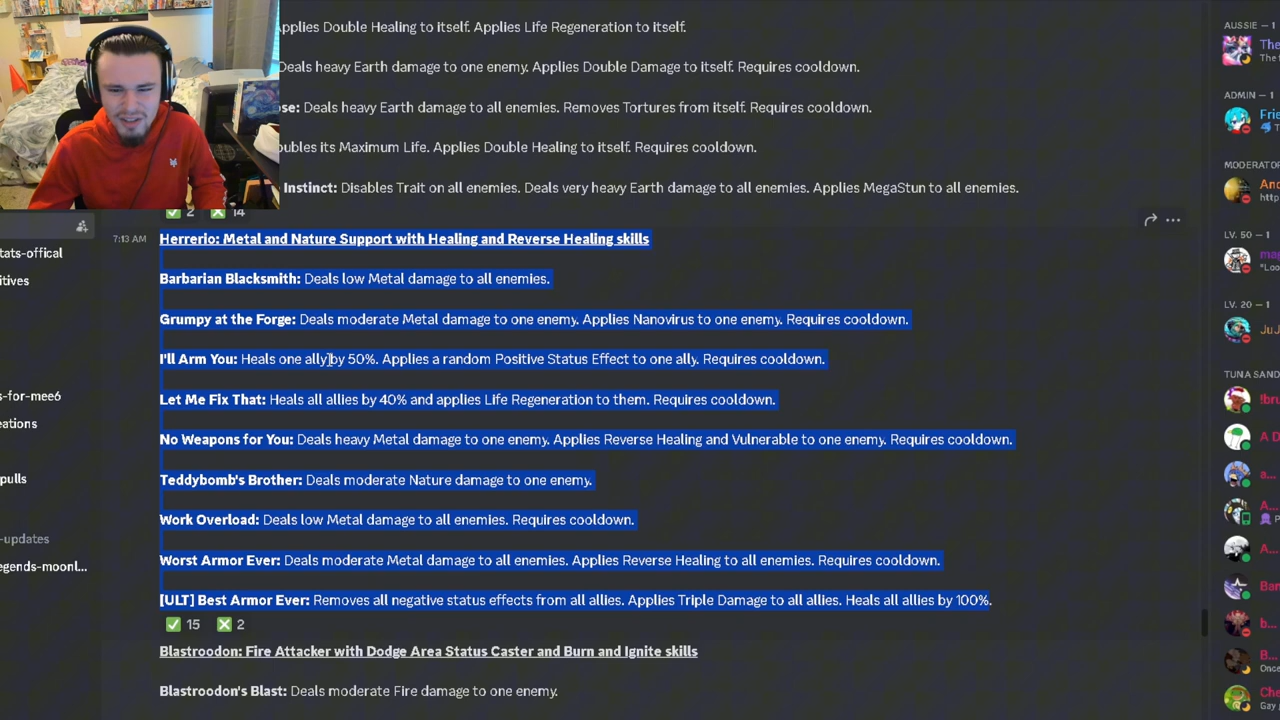 Applies Double Healing to itself. Applies Life Regeneration to itself.
Deals heavy Earth damage to one enemy. Applies Double Damage to itself. Requires cooldown.
se: Deals heavy Earth damage to all enemies. Removes Tortures from itself. Requires cooldown.
oubles its Maximum Life. Applies Double Healing to itself. Requires cooldown.
Instinct: Disables Trait on all enemies. Deals very heavy Earth damage to all enemies. Applies MegaStun to all enemies.
2 14
7:13 AM
Herrerio: Metal and Nature Support with Healing and Reverse Healing skills
Barbarian Blacksmith: Deals low Metal damage to all enemies.
Grumpy at the Forge: Deals moderate Metal damage to one enemy. Applies Nanovirus to one enemy. Requires cooldown.
I'll Arm You: Heals one ally by 50%. Applies a random Positive Status Effect to one ally. Requires cooldown.
Let Me Fix That: Heals all allies by 40% and applies Life Regeneration to them. Requires cooldown.
No Weapons for You: Deals heavy Metal damage to one enemy. Applies Reverse Healing and Vulnerable to one enemy. Requires cooldown.
Teddybomb's Brother: Deals moderate Nature damage to one enemy.
Work Overload: Deals low Metal damage to all enemies. Requires cooldown.
Worst Armor Ever: Deals moderate Metal damage to all enemies. Applies Reverse Healing to all enemies. Requires cooldown.
[ULT] Best Armor Ever: Removes all negative status effects from all allies. Applies Triple Damage to all allies. Heals all allies by 100%.
15 2
Blastroodon: Fire Attacker with Dodge Area Status Caster and Burn and Ignite skills
Blastroodon's Blast: Deals moderate Fire damage to one enemy.
tats-offical
itives
s-for-mee6
eations
pulls
-updates
egends-moonl...
AUSSIE — 1
The
The f
ADMIN — 1
Frie
MODERATOR
And
http
LV. 50 — 1
mag
"Loo
LV. 20 — 1
JuJ
TUNA SAND
!bru
A D
a...
A...
P
A...
Ban
b...
B...
Once
Che
Gay